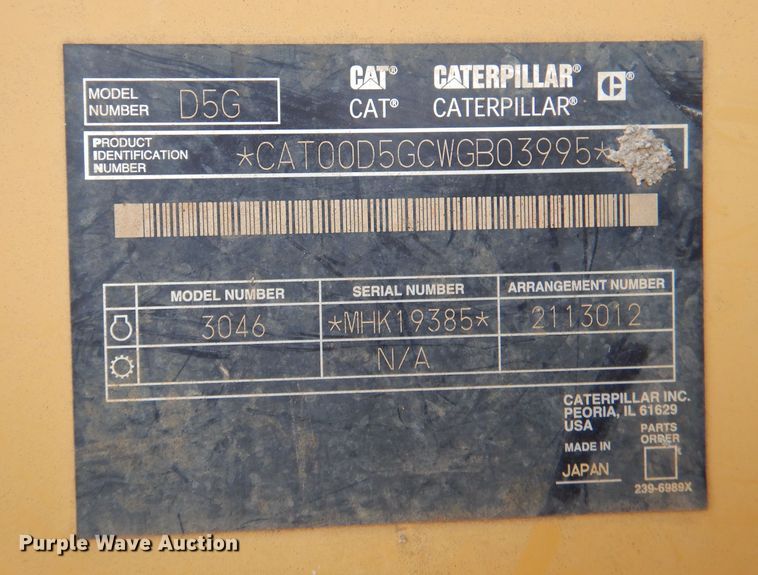 CAT® CATERPILLAR® C®
CAT® CATERPILLAR®
MODEL NUMBER D5G
PRODUCT IDENTIFICATION NUMBER *CAT00D5GCWGB03995*
MODEL NUMBER SERIAL NUMBER ARRANGEMENT NUMBER
3046 *MHK19385* 2113012
N/A
CATERPILLAR INC.
PEORIA, IL 61629
USA
MADE IN
JAPAN
PARTS
ORDER
239-6989X
Purple Wave Auction